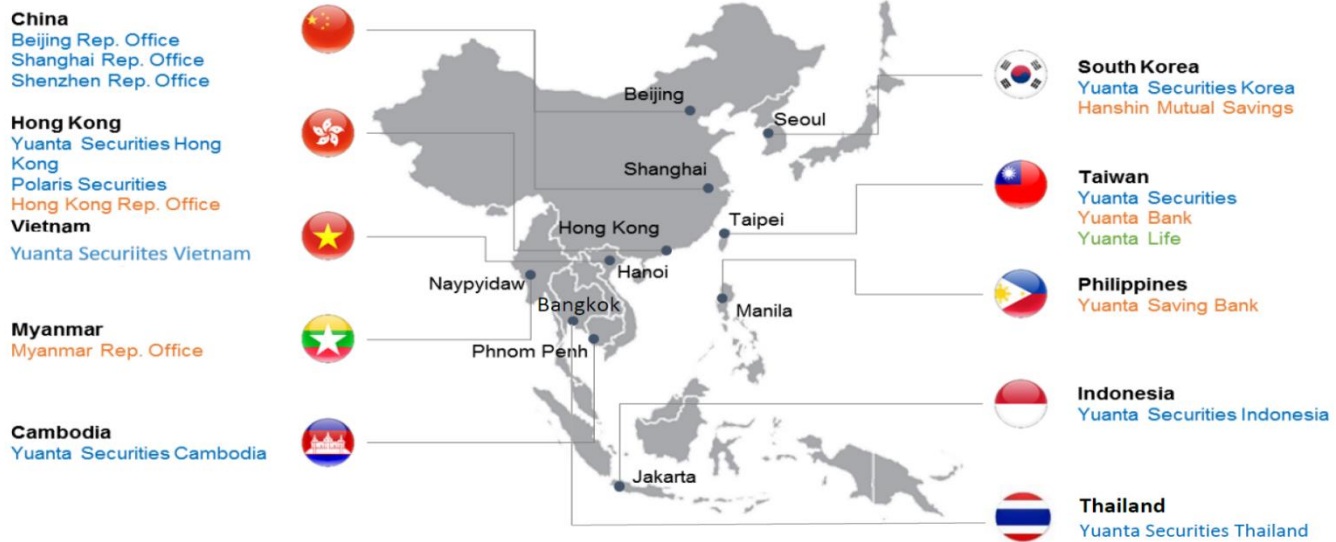 China
Beijing Rep. Office
Shanghai Rep. Office
Shenzhen Rep. Office
Hong Kong
Yuanta Securities Hong
Kong
Polaris Securities
Hong Kong Rep. Office
Vietnam
Yuanta Securiites Vietnam
Myanmar
Myanmar Rep. Office
Cambodia
Yuanta Securities Cambodia
Beijing
Seoul
Shanghai
Taipei
Hong Kong
Hanoi
Naypyidaw
Bangkok
Manila
Phnom Penh
Jakarta
South Korea
Yuanta Securities Korea
Hanshin Mutual Savings
Taiwan
Yuanta Securities
Yuanta Bank
Yuanta Life
Philippines
Yuanta Saving Bank
Indonesia
Yuanta Securities Indonesia
Thailand
Yuanta Securities Thailand